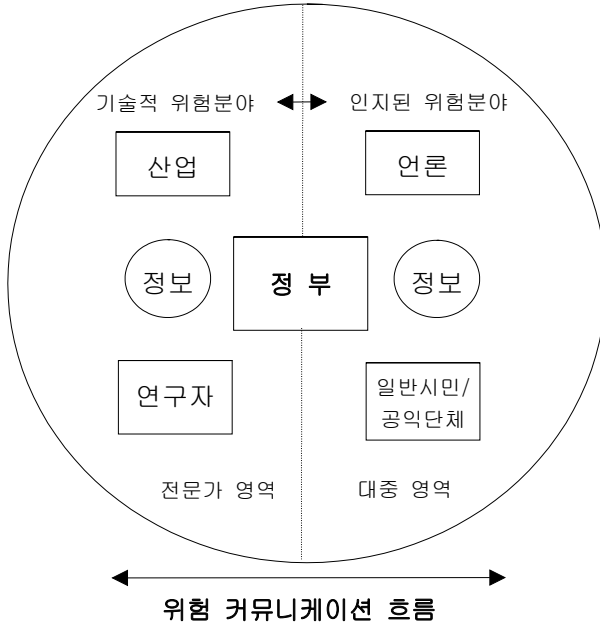 기술적 위험분야
인지된 위험분야
산업
언론
정보
정 부
정보
연구자
일반시민/
공익단체
전문가 영역
대중 영역
위험 커뮤니케이션 흐름